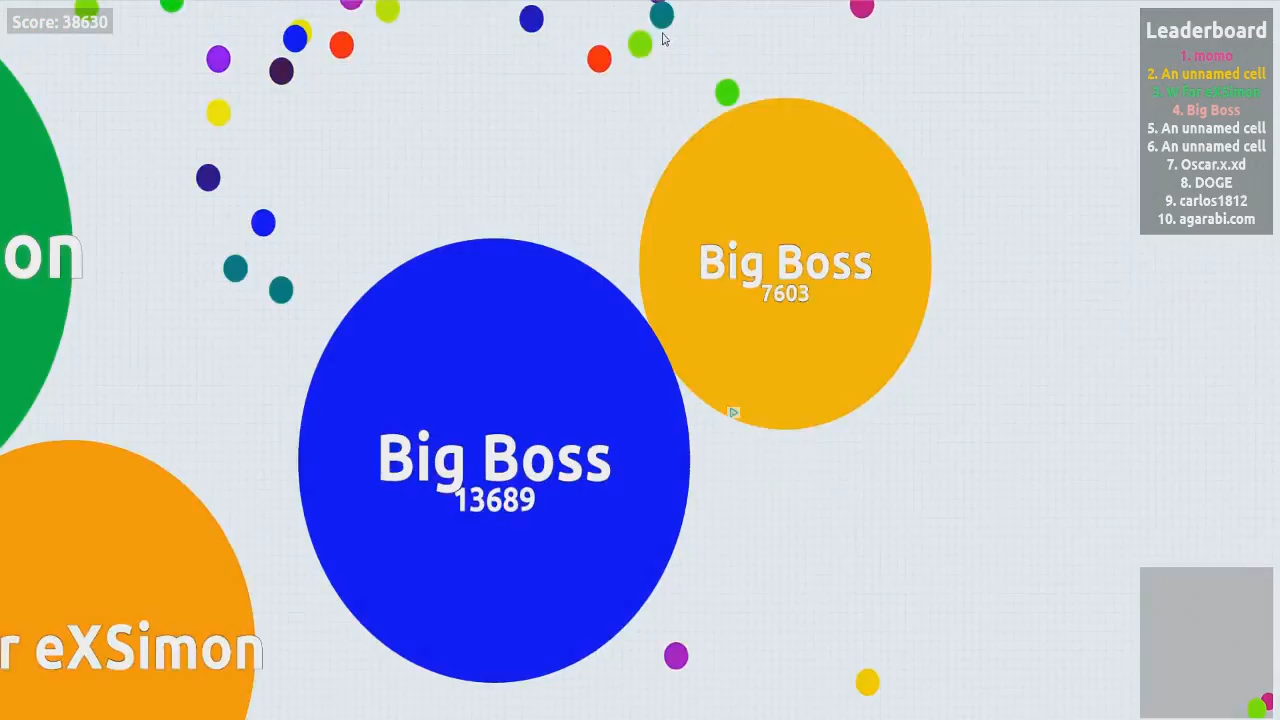 Score: 38630
Leaderboard
1. momo
2. An unnamed cell
3. W for eXSimon
4. Big Boss
5. An unnamed cell
6. An unnamed cell
7. Oscar.x.xd
8. DOGE
9. carlos1812
10. agarabi.com
on
Big Boss
7603
Big Boss
13689
r eXSimon